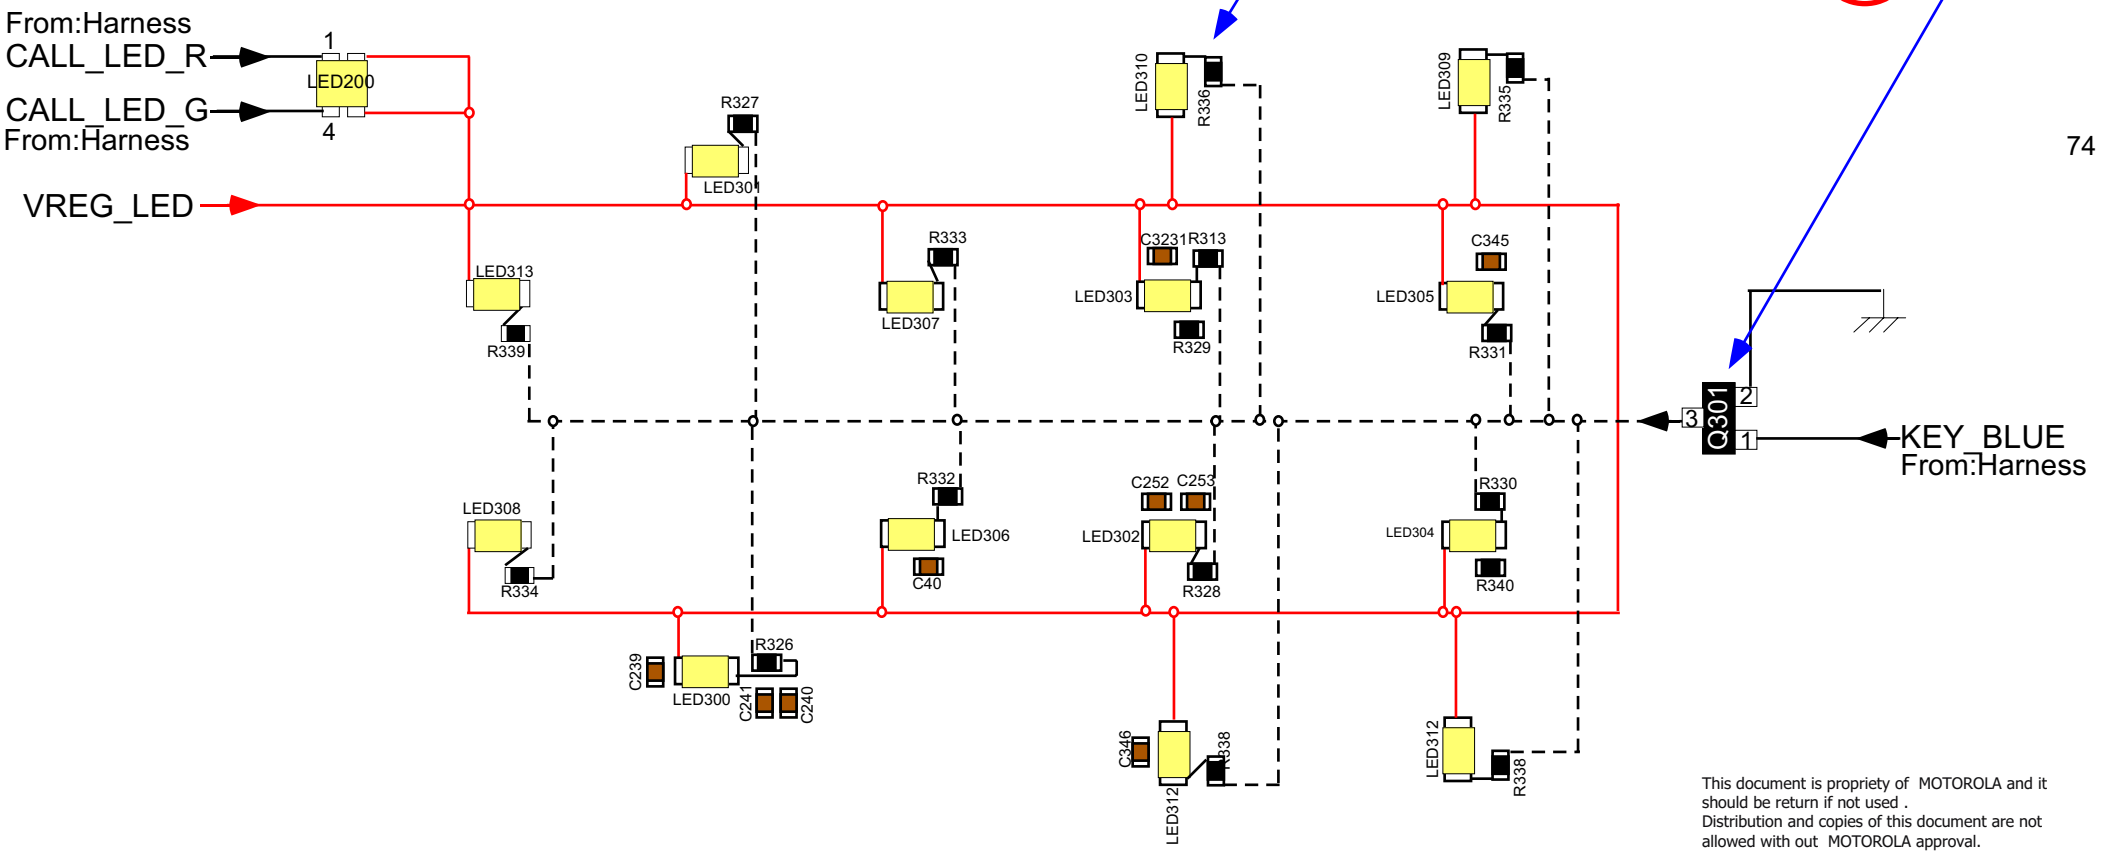 From:Harness
CALL_LED_R
1
LED200
CALL_LED_G
4
From:Harness
VREG_LED
R327
LED301
LED310
R336
LED309
R335
74
LED313
R339
R333
LED307
C3231
R313
LED303
R329
C345
LED305
R331
2
3
Q301
1
KEY_BLUE
From:Harness
LED308
R334
R332
LED306
C40
C252
C253
LED302
R328
R330
LED304
R340
R326
C239
LED300
C241
C240
C346
R338
LED312
LED312
R338
This document is propriety of MOTOROLA and it
should be return if not used .
Distribution and copies of this document are not
allowed with out MOTOROLA approval.